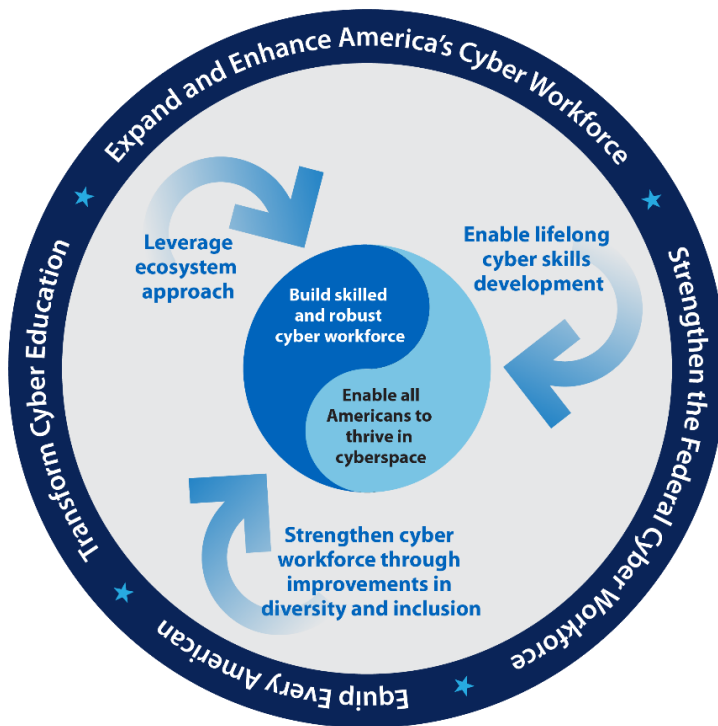 Expand and Enhance America's Cyber Workforce
Strengthen the Federal Cyber Workforce
Equip Every American
Transform Cyber Education
Leverage
ecosystem
approach
Enable lifelong
cyber skills
development
Build skilled
and robust
cyber workforce
Enable all
Americans to
thrive in
cyberspace
Strengthen cyber
workforce through
improvements in
diversity and inclusion